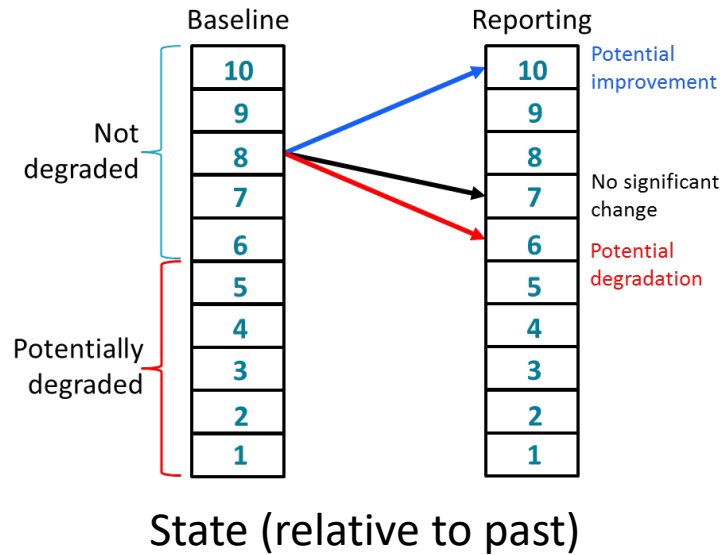 Baseline
Reporting
10
9
8
7
6
5
4
3
2
1
10
9
8
7
6
5
4
3
2
1
Not
degraded
Potentially
degraded
Potential
improvement
No significant
change
Potential
degradation
State (relative to past)